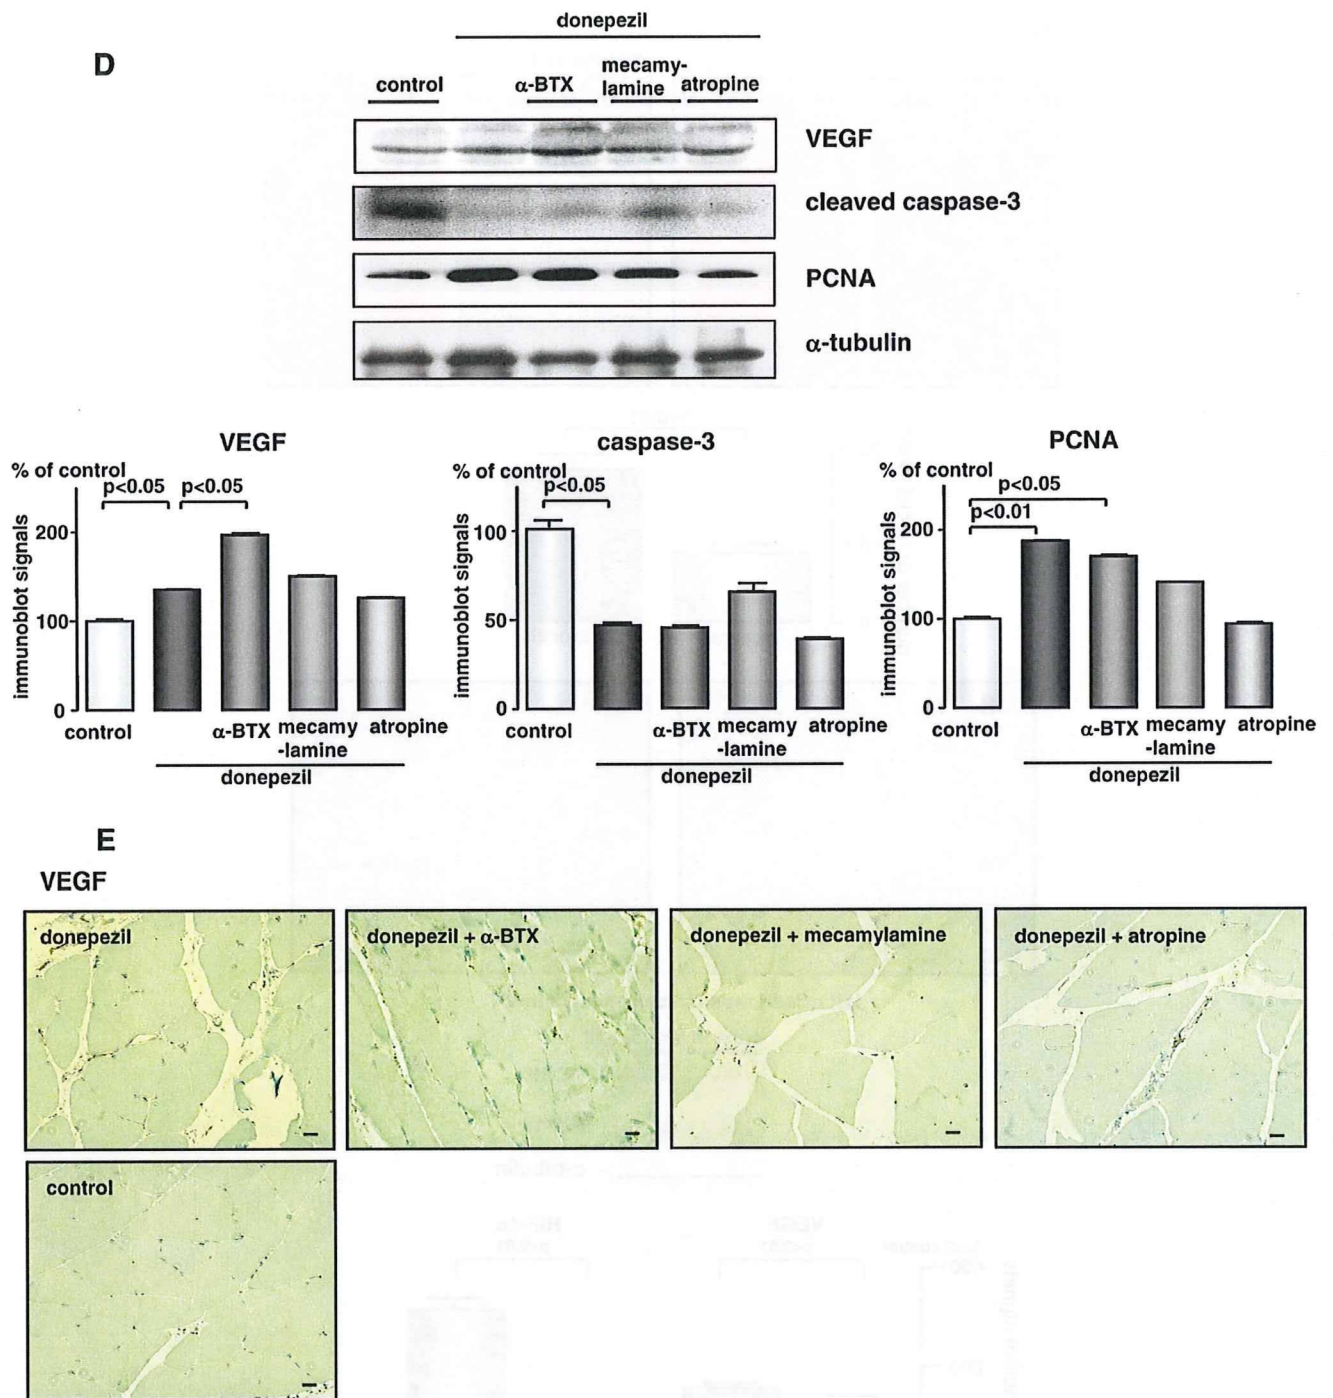 donepezil
D
control
α-BTX
mecamy-
lamine
atropine
VEGF
cleaved caspase-3
PCNA
α-tubulin
VEGF
% of control
p<0.05
p<0.05
immunoblot signals
200
100
0
control
α-BTX
mecamy
-lamine
atropine
donepezil
caspase-3
% of control
p<0.05
immunoblot signals
100
50
0
control
α-BTX
mecamy
-lamine
atropine
donepezil
PCNA
% of control
p<0.05
p<0.01
immunoblot signals
200
100
0
control
α-BTX
mecamy
-lamine
atropine
donepezil
E
VEGF
donepezil
donepezil + α-BTX
donepezil + mecamylamine
donepezil + atropine
control